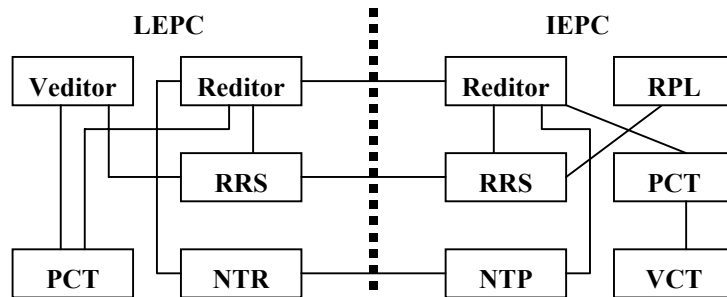 LEPC IEPC
Veditor Reditor Reditor RPL
RRS RRS PCT
PCT NTR NTP VCT